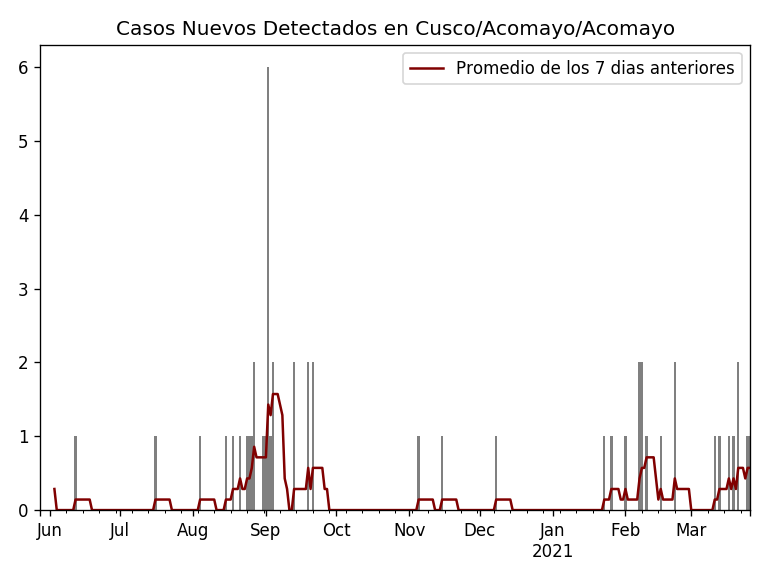 Casos Nuevos Detectados en Cusco/Acomayo/Acomayo
Promedio de los 7 dias anteriores
6
5
4
3
2
1
0
Jun Jul Aug Sep Oct Nov Dec Jan Feb Mar
2021